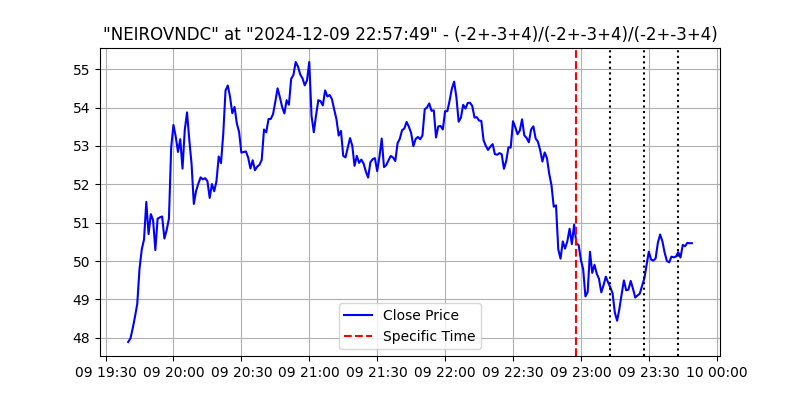 "NEIROVNDC" at "2024-12-09 22:57:49" - (-2+-3+4)/(-2+-3+4)/(-2+-3+4)
55
54
53
52
51
50
49
48
Close Price
Specific Time
09 19:30 09 20:00 09 20:30 09 21:00 09 21:30 09 22:00 09 22:30 09 23:00 09 23:30 10 00:00